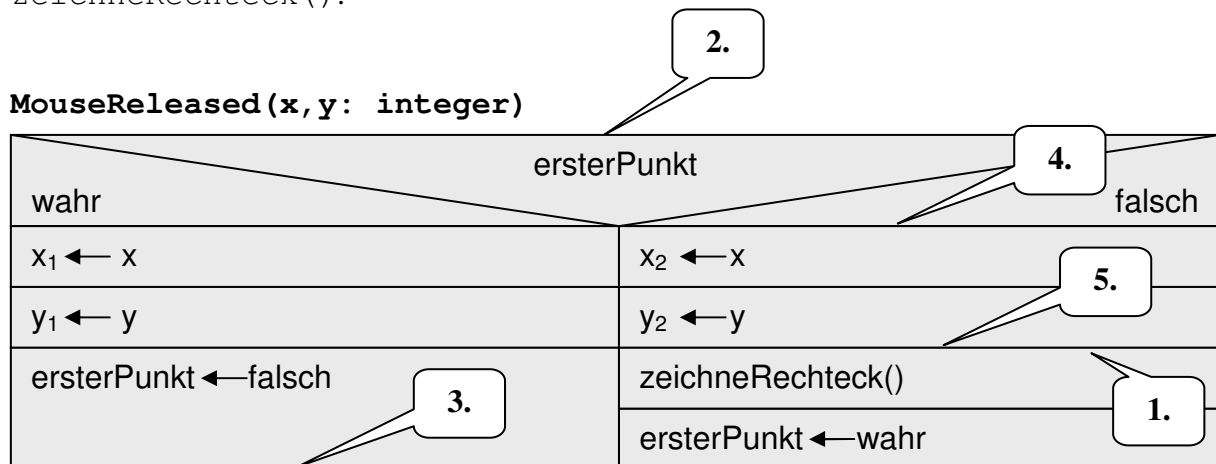 zeichneRechteck().
2.
MouseReleased(x,y: integer)
ersterPunkt
4.
wahr
falsch
x₁ ← x
x₂ ← x
5.
y₁ ← y
y₂ ← y
ersterPunkt ← falsch
zeichneRechteck()
3.
1.
ersterPunkt ← wahr